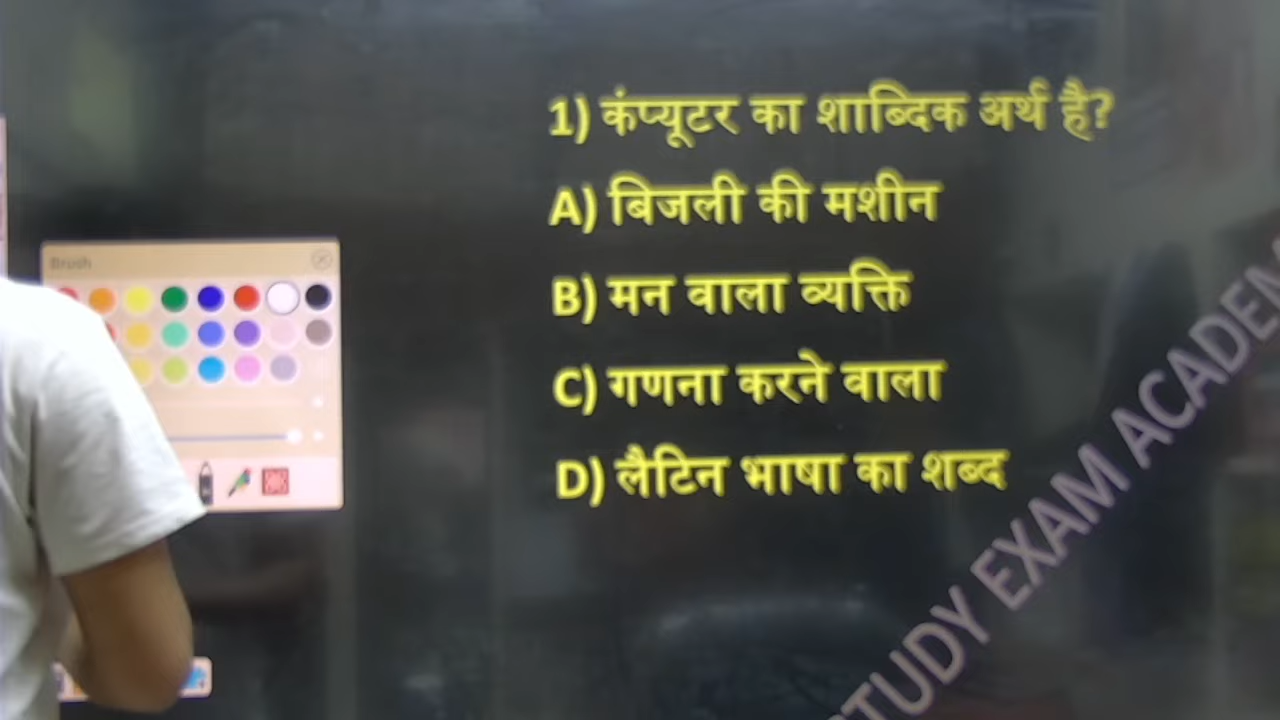 1) कंप्यूटर का शाब्दिक अर्थ है?
A) बिजली की मशीन
B) मन वाला व्यक्ति
C) गणना करने वाला
D) लैटिन भाषा का शब्द
Brush
STUDY EXAM ACADEM